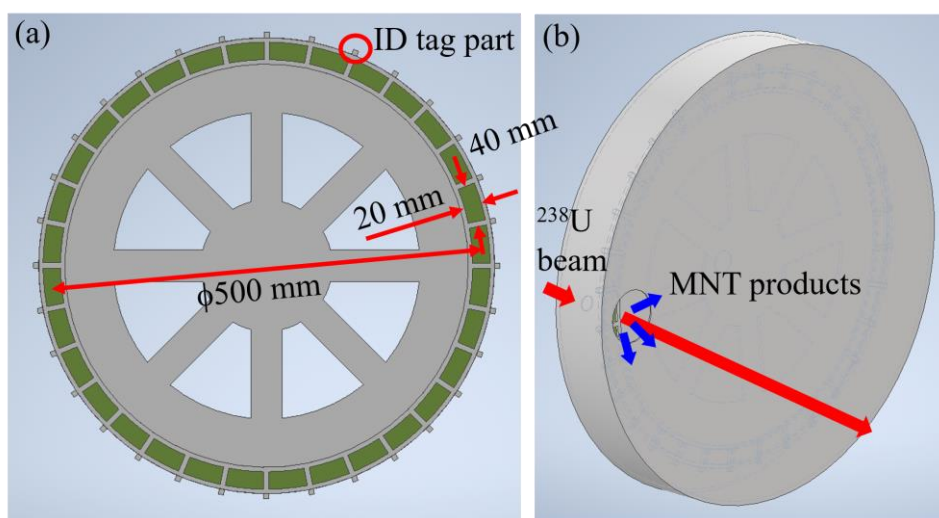 (a)
ID tag part
40 mm
20 mm
ϕ500 mm
(b)
²³⁸U
beam
MNT products